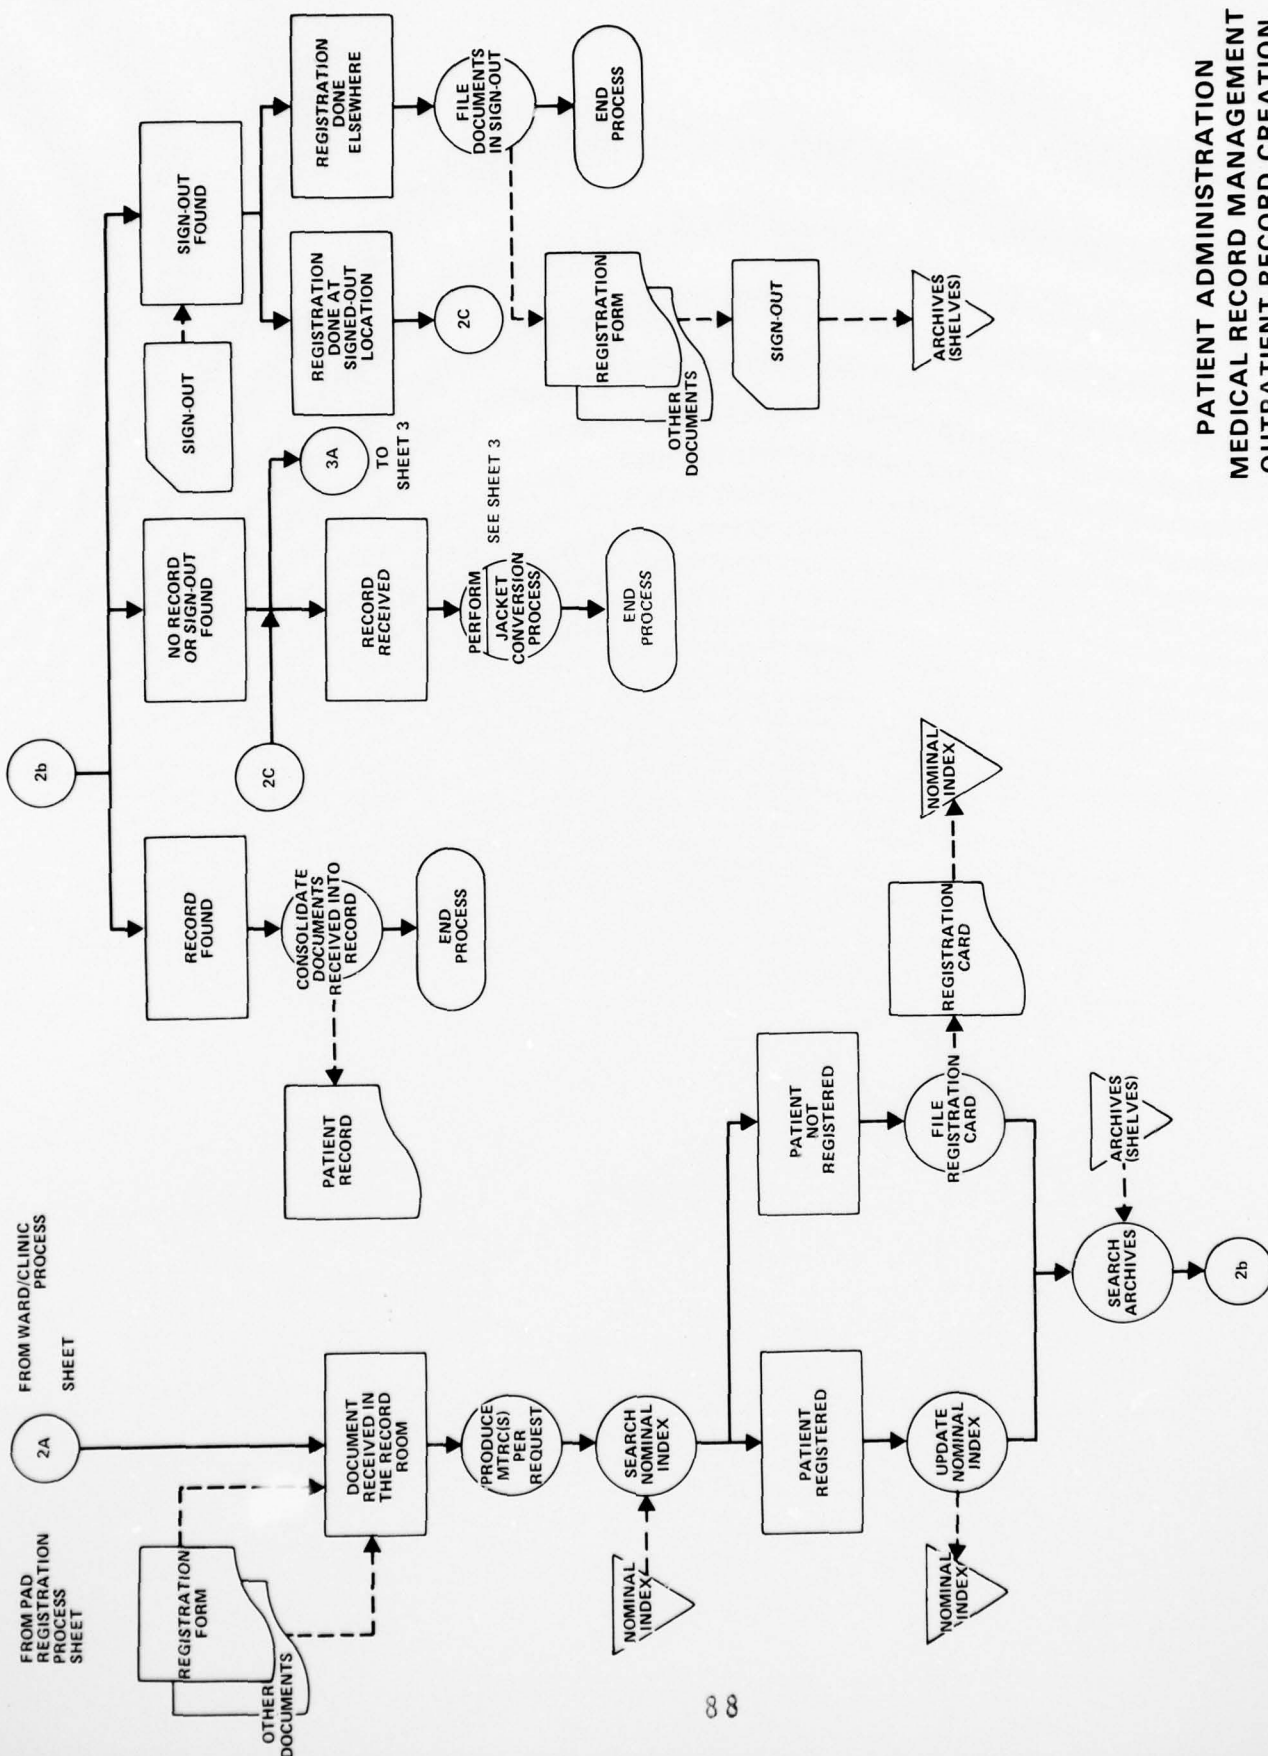 FROM PAD
REGISTRATION
PROCESS
SHEET
2A
FROM WARD/CLINIC
PROCESS
SHEET
REGISTRATION
FORM
OTHER
DOCUMENTS
DOCUMENT
RECEIVED IN
THE RECORD
ROOM
PRODUCE
MTRC(S)
PER
REQUEST
NOMINAL
INDEX
SEARCH
NOMINAL
INDEX
PATIENT
REGISTERED
PATIENT
NOT
REGISTERED
NOMINAL
INDEX
UPDATE
NOMINAL
INDEX
FILE
REGISTRATION
CARD
REGISTRATION
CARD
NOMINAL
INDEX
SEARCH
ARCHIVES
ARCHIVES
(SHELVES)
2b
2b
RECORD
FOUND
CONSOLIDATE
DOCUMENTS
RECEIVED INTO
RECORD
PATIENT
RECORD
END
PROCESS
NO RECORD
OR SIGN-OUT
FOUND
2C
3A
TO
SHEET 3
RECORD
RECEIVED
PERFORM
JACKET
CONVERSION
PROCESS
SEE SHEET 3
END
PROCESS
SIGN-OUT
SIGN-OUT
FOUND
REGISTRATION
DONE AT
SIGNED-OUT
LOCATION
2C
REGISTRATION
DONE
ELSEWHERE
FILE
DOCUMENTS
IN SIGN-OUT
END
PROCESS
REGISTRATION
FORM
OTHER
DOCUMENTS
SIGN-OUT
ARCHIVES
(SHELVES)
PATIENT ADMINISTRATION
MEDICAL RECORD MANAGEMENT
OUTPATIENT RECORD CREATION
88